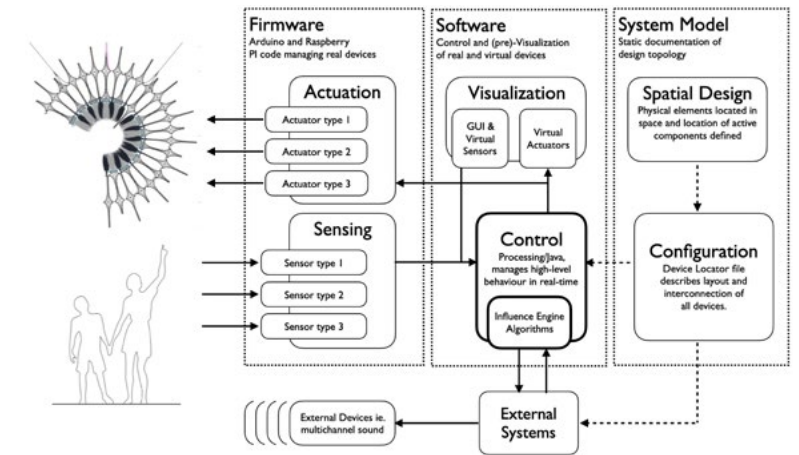 Firmware
Arduino and Raspberry
PI code managing real devices
Actuation
Actuator type 1
Actuator type 2
Actuator type 3
Sensing
Sensor type 1
Sensor type 2
Sensor type 3
Software
Control and (pre)-Visualization
of real and virtual devices
Visualization
GUI &
Virtual
Sensors
Virtual
Actuators
Control
Processing/Java,
manages high-level
behaviour in real-time
Influence Engine
Algorithms
System Model
Static documentation of
design topology
Spatial Design
Physical elements located in
space and location of active
components defined
Configuration
Device Locator file
describes layout and
interconnection of
all devices.
External Devices ie.
multichannel sound
External
Systems